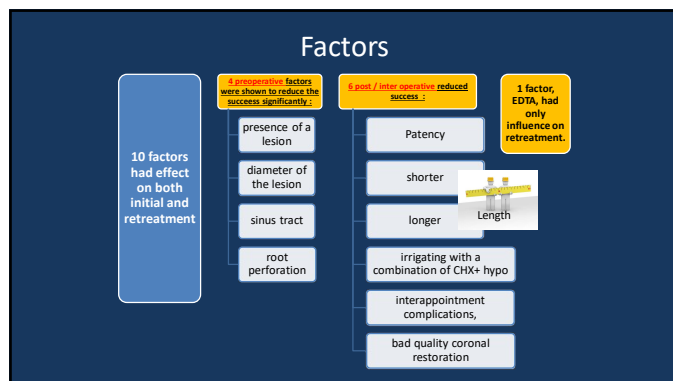 Factors
10 factors
had effect
on both
initial and
retreatment
4 preoperative factors
were shown to reduce the
succeess significantly :
presence of a
lesion
diameter of
the lesion
sinus tract
root
perforation
6 post / inter operative reduced
success :
Patency
shorter
longer
Length
irrigating with a
combination of CHX+ hypo
interappointment
complications,
bad quality coronal
restoration
1 factor,
EDTA, had
only
influence on
retreatment.